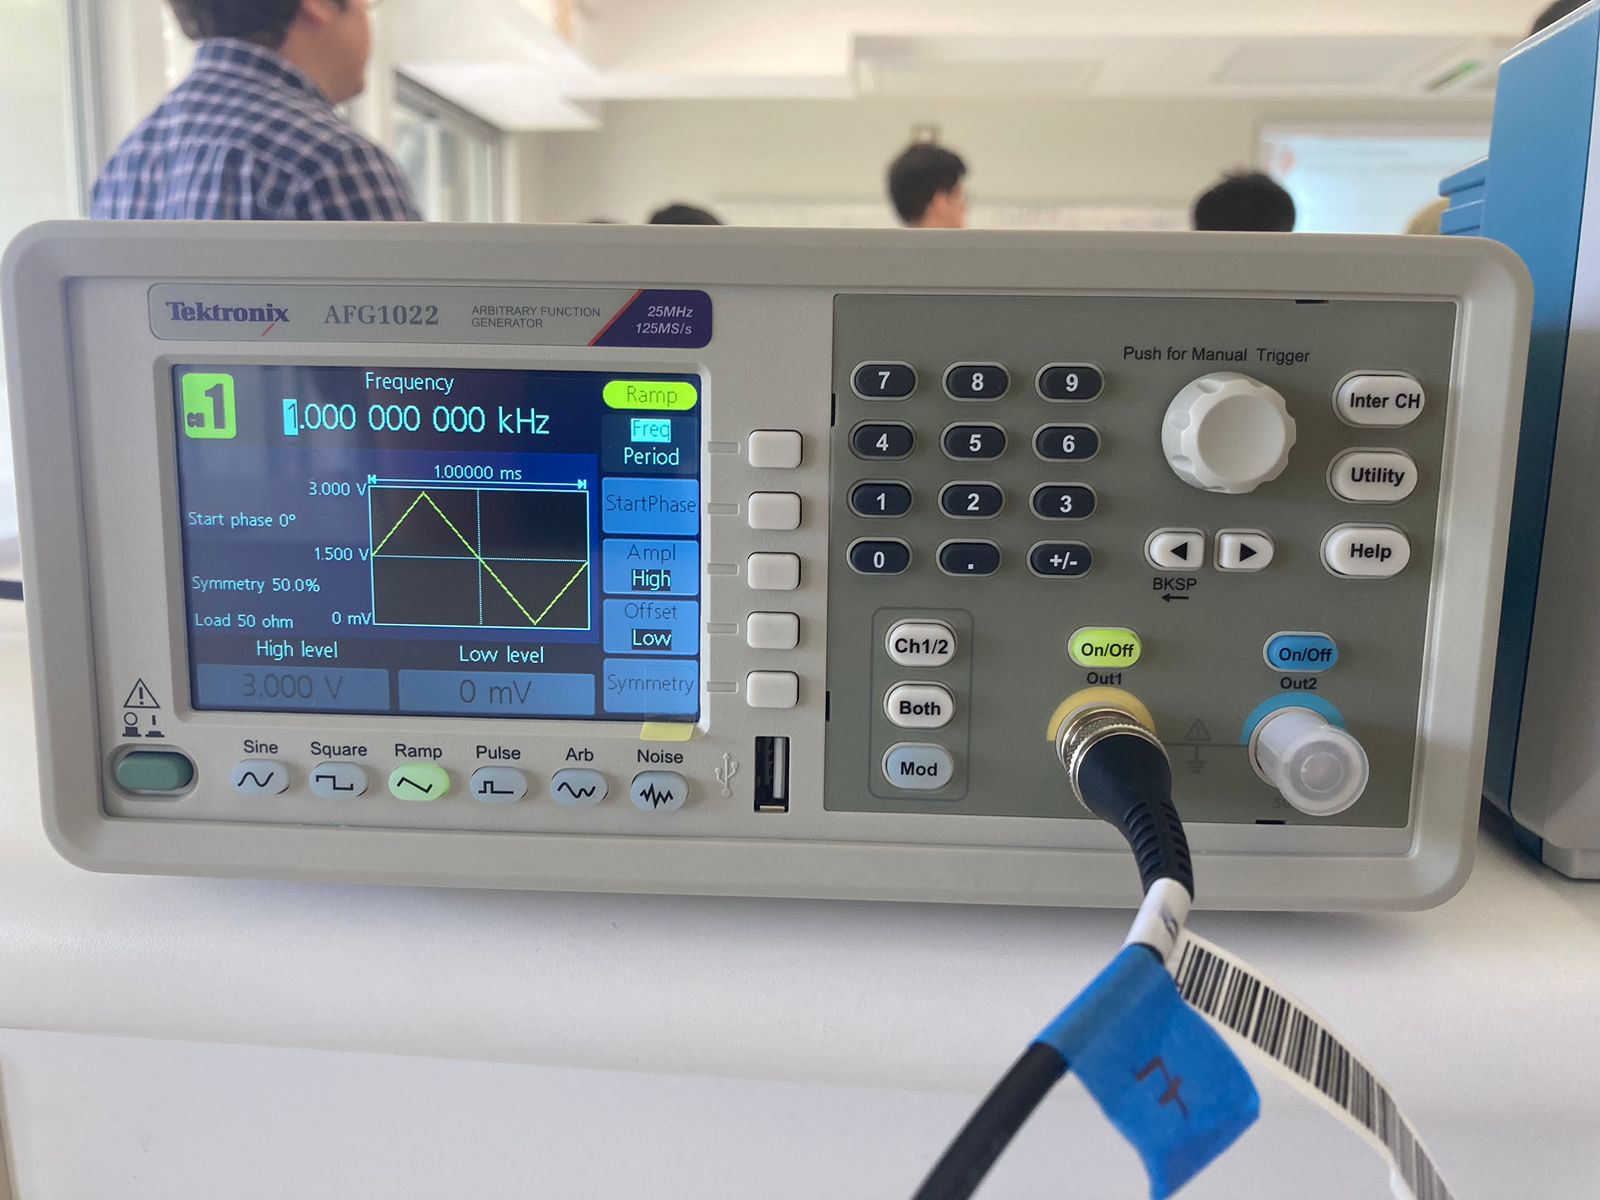 Tektronix AFG1022 ARBITRARY FUNCTION GENERATOR 25MHz 125MS/s
CH1
Frequency
1.000 000 000 kHz
Ramp
Freq
Period
StartPhase
Ampl
High
Offset
Low
Symmetry
1.00000 ms
3.000 V
Start phase 0°
1.500 V
Symmetry 50.0%
Load 50 ohm
0 mV
High level
Low level
3.000 V
0 mV
Sine
Square
Ramp
Pulse
Arb
Noise
Push for Manual Trigger
7 8 9
4 5 6
1 2 3
0 . +/-
BKSP
Inter CH
Utility
Help
Ch1/2
Both
Mod
On/Off
Out1
On/Off
Out2